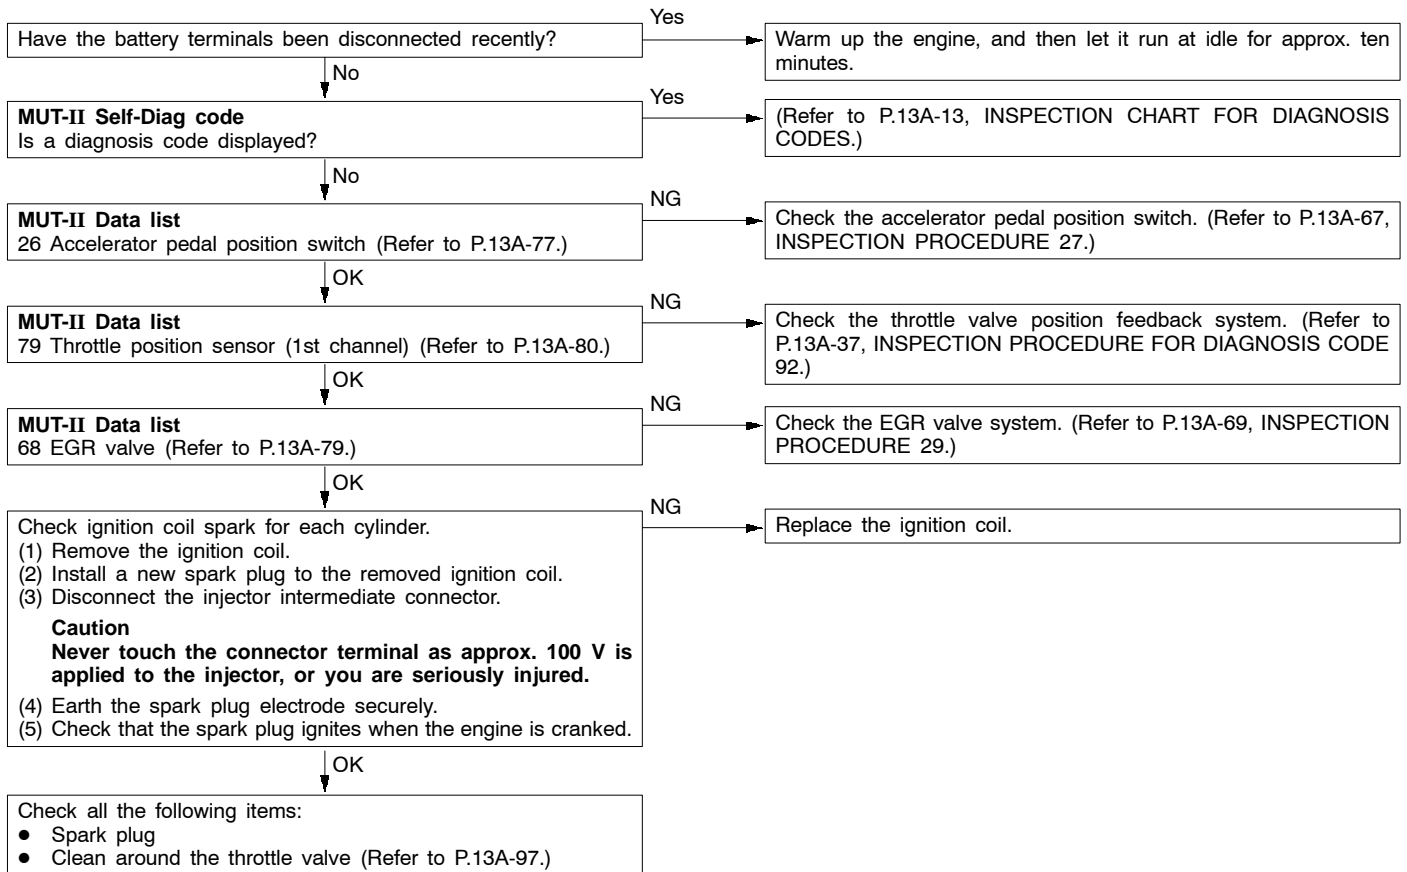 Have the battery terminals been disconnected recently?
Yes
Warm up the engine, and then let it run at idle for approx. ten
minutes.
No
MUT-II Self-Diag code
Is a diagnosis code displayed?
Yes
(Refer to P.13A-13, INSPECTION CHART FOR DIAGNOSIS
CODES.)
No
MUT-II Data list
26 Accelerator pedal position switch (Refer to P.13A-77.)
NG
Check the accelerator pedal position switch. (Refer to P.13A-67,
INSPECTION PROCEDURE 27.)
OK
MUT-II Data list
79 Throttle position sensor (1st channel) (Refer to P.13A-80.)
NG
Check the throttle valve position feedback system. (Refer to
P.13A-37, INSPECTION PROCEDURE FOR DIAGNOSIS CODE
92.)
OK
MUT-II Data list
68 EGR valve (Refer to P.13A-79.)
NG
Check the EGR valve system. (Refer to P.13A-69, INSPECTION
PROCEDURE 29.)
OK
Check ignition coil spark for each cylinder.
(1) Remove the ignition coil.
(2) Install a new spark plug to the removed ignition coil.
(3) Disconnect the injector intermediate connector.
Caution
Never touch the connector terminal as approx. 100 V is
applied to the injector, or you are seriously injured.
(4) Earth the spark plug electrode securely.
(5) Check that the spark plug ignites when the engine is cranked.
NG
Replace the ignition coil.
OK
Check all the following items:
● Spark plug
● Clean around the throttle valve (Refer to P.13A-97.)